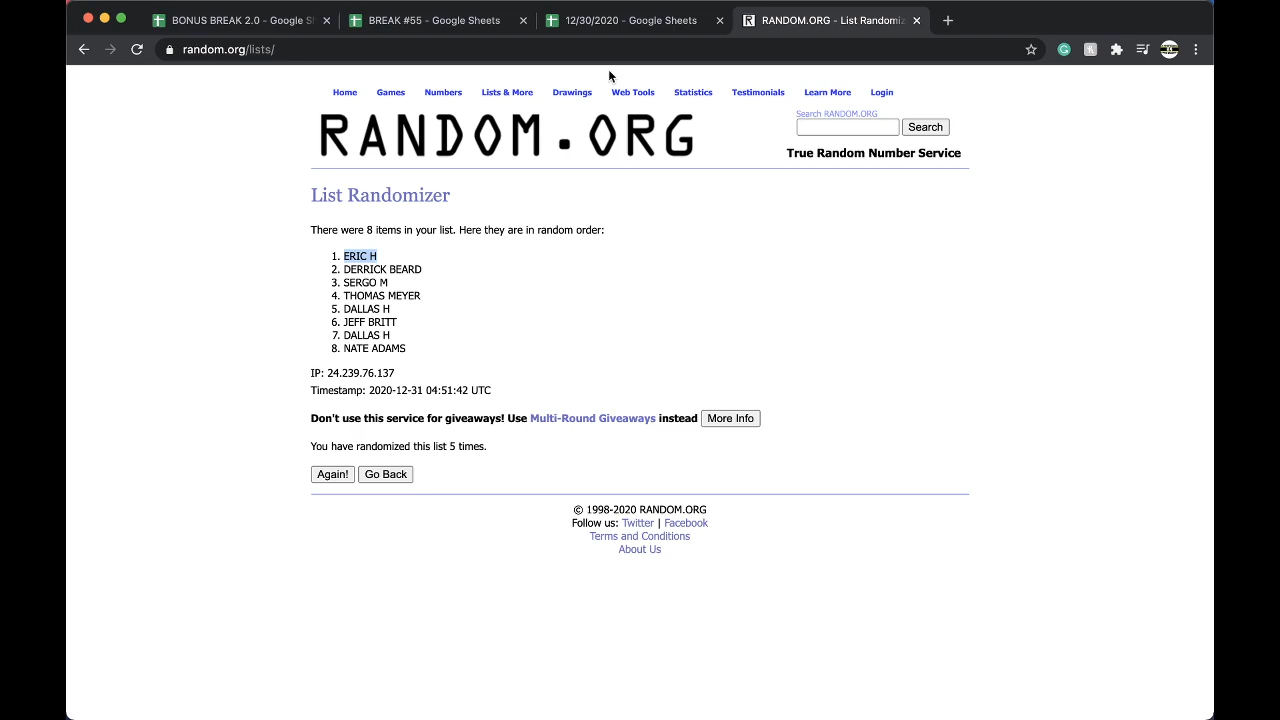 BONUS BREAK 2.0 - Google S
BREAK #55 - Google Sheets
12/30/2020 - Google Sheets
RANDOM.ORG - List Randomiz
random.org/lists/
Home Games Numbers Lists & More Drawings Web Tools Statistics Testimonials Learn More Login
RANDOM.ORG
Search RANDOM.ORG
Search
True Random Number Service
List Randomizer
There were 8 items in your list. Here they are in random order:
1. ERIC H
2. DERRICK BEARD
3. SERGO M
4. THOMAS MEYER
5. DALLAS H
6. JEFF BRITT
7. DALLAS H
8. NATE ADAMS
IP: 24.239.76.137
Timestamp: 2020-12-31 04:51:42 UTC
Don't use this service for giveaways! Use Multi-Round Giveaways instead More Info
You have randomized this list 5 times.
Again! Go Back
© 1998-2020 RANDOM.ORG
Follow us: Twitter | Facebook
Terms and Conditions
About Us